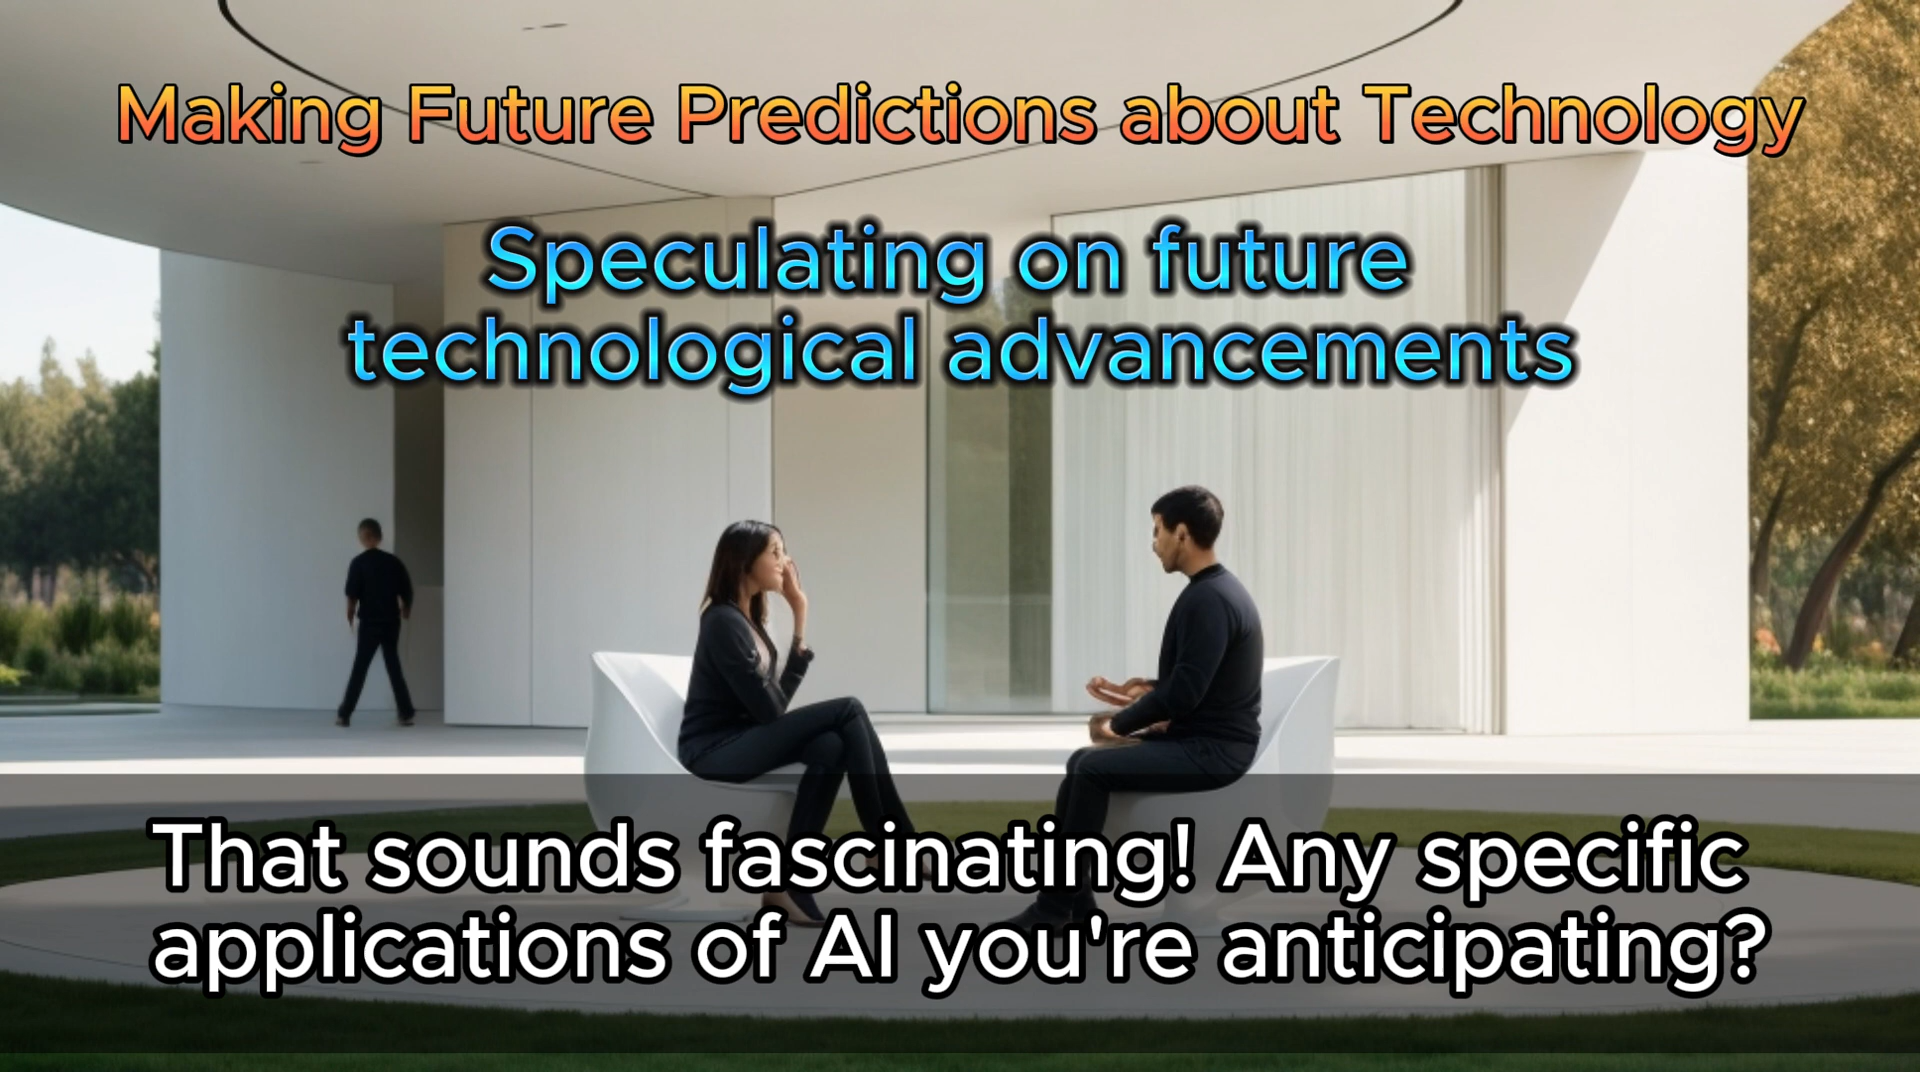 Making Future Predictions about Technology
Speculating on future
technological advancements
That sounds fascinating! Any specific
applications of AI you're anticipating?